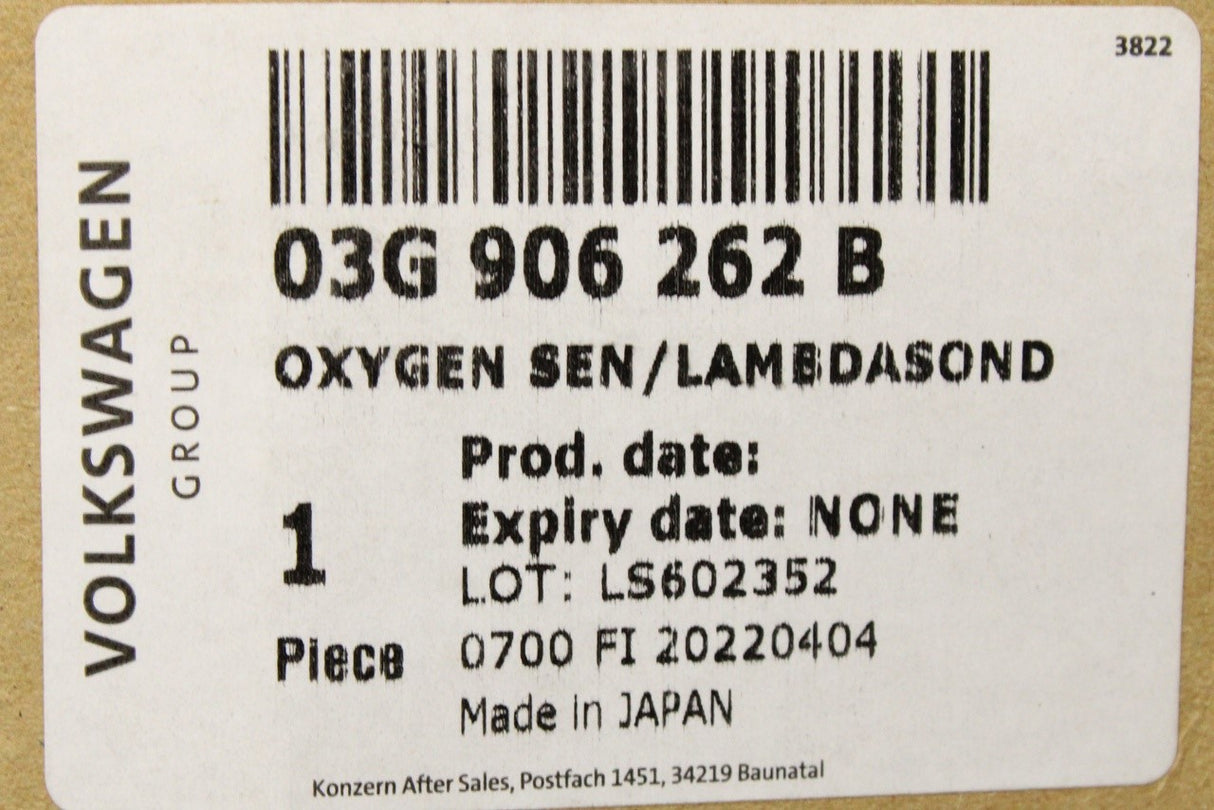 3822
VOLKSWAGEN
GROUP
03G 906 262 B
OXYGEN SEN/LAMBDASOND
Prod. date:
Expiry date: NONE
1
LOT: LS602352
Piece
0700 FI 20220404
Made in JAPAN
Konzern After Sales, Postfach 1451, 34219 Baunatal